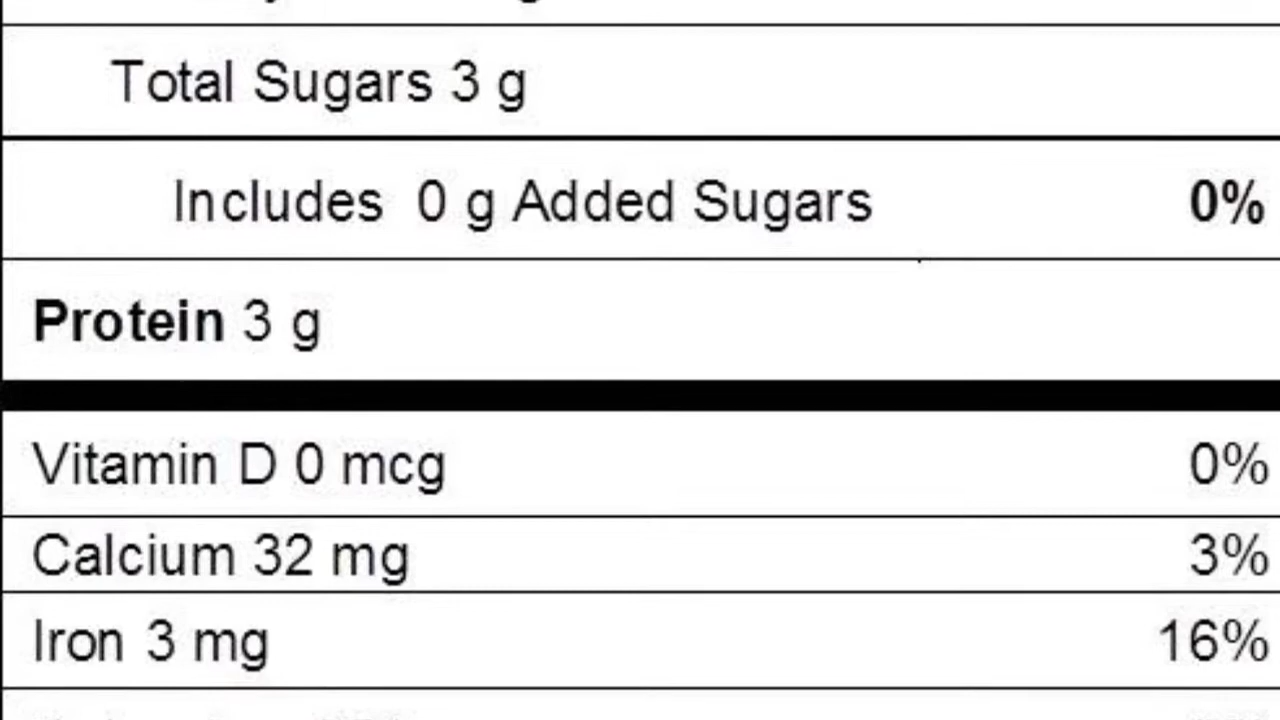 Total Sugars 3 g
Includes 0 g Added Sugars 0%
Protein 3 g
Vitamin D 0 mcg 0%
Calcium 32 mg 3%
Iron 3 mg 16%